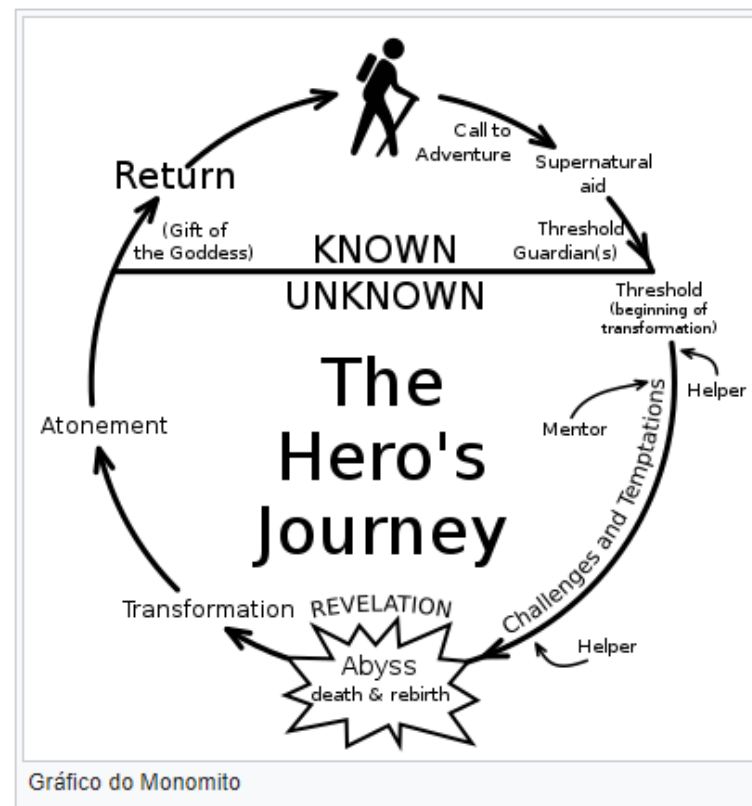 Call to
Adventure
Supernatural
aid
Return
(Gift of
the Goddess)
KNOWN
Threshold
Guardian(s)
UNKNOWN
Threshold
(beginning of
transformation)
Helper
Mentor
Challenges and Temptations
The
Hero's
Journey
Atonement
Transformation
REVELATION
Abyss
death & rebirth
Helper
Gráfico do Monomito